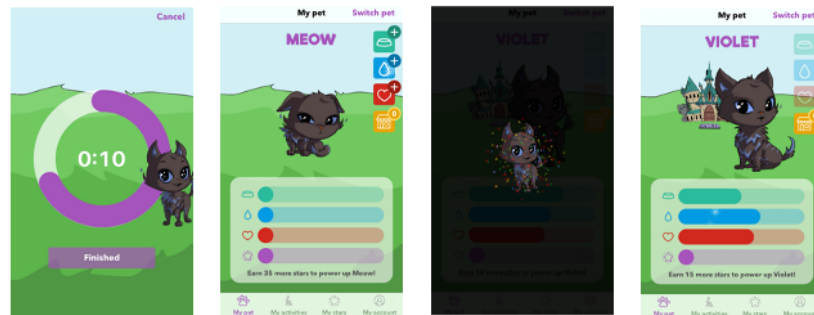 Cancel
0:10
Finished
My pet
Switch pet
MEOW
0
Earn 35 more stars to power up Meow!
My pet
My activities
My stars
My account
My pet
Switch pet
VIOLET
My pet
Switch pet
VIOLET
0
Earn 15 more stars to power up Violet!
My pet
My activities
My stars
My account